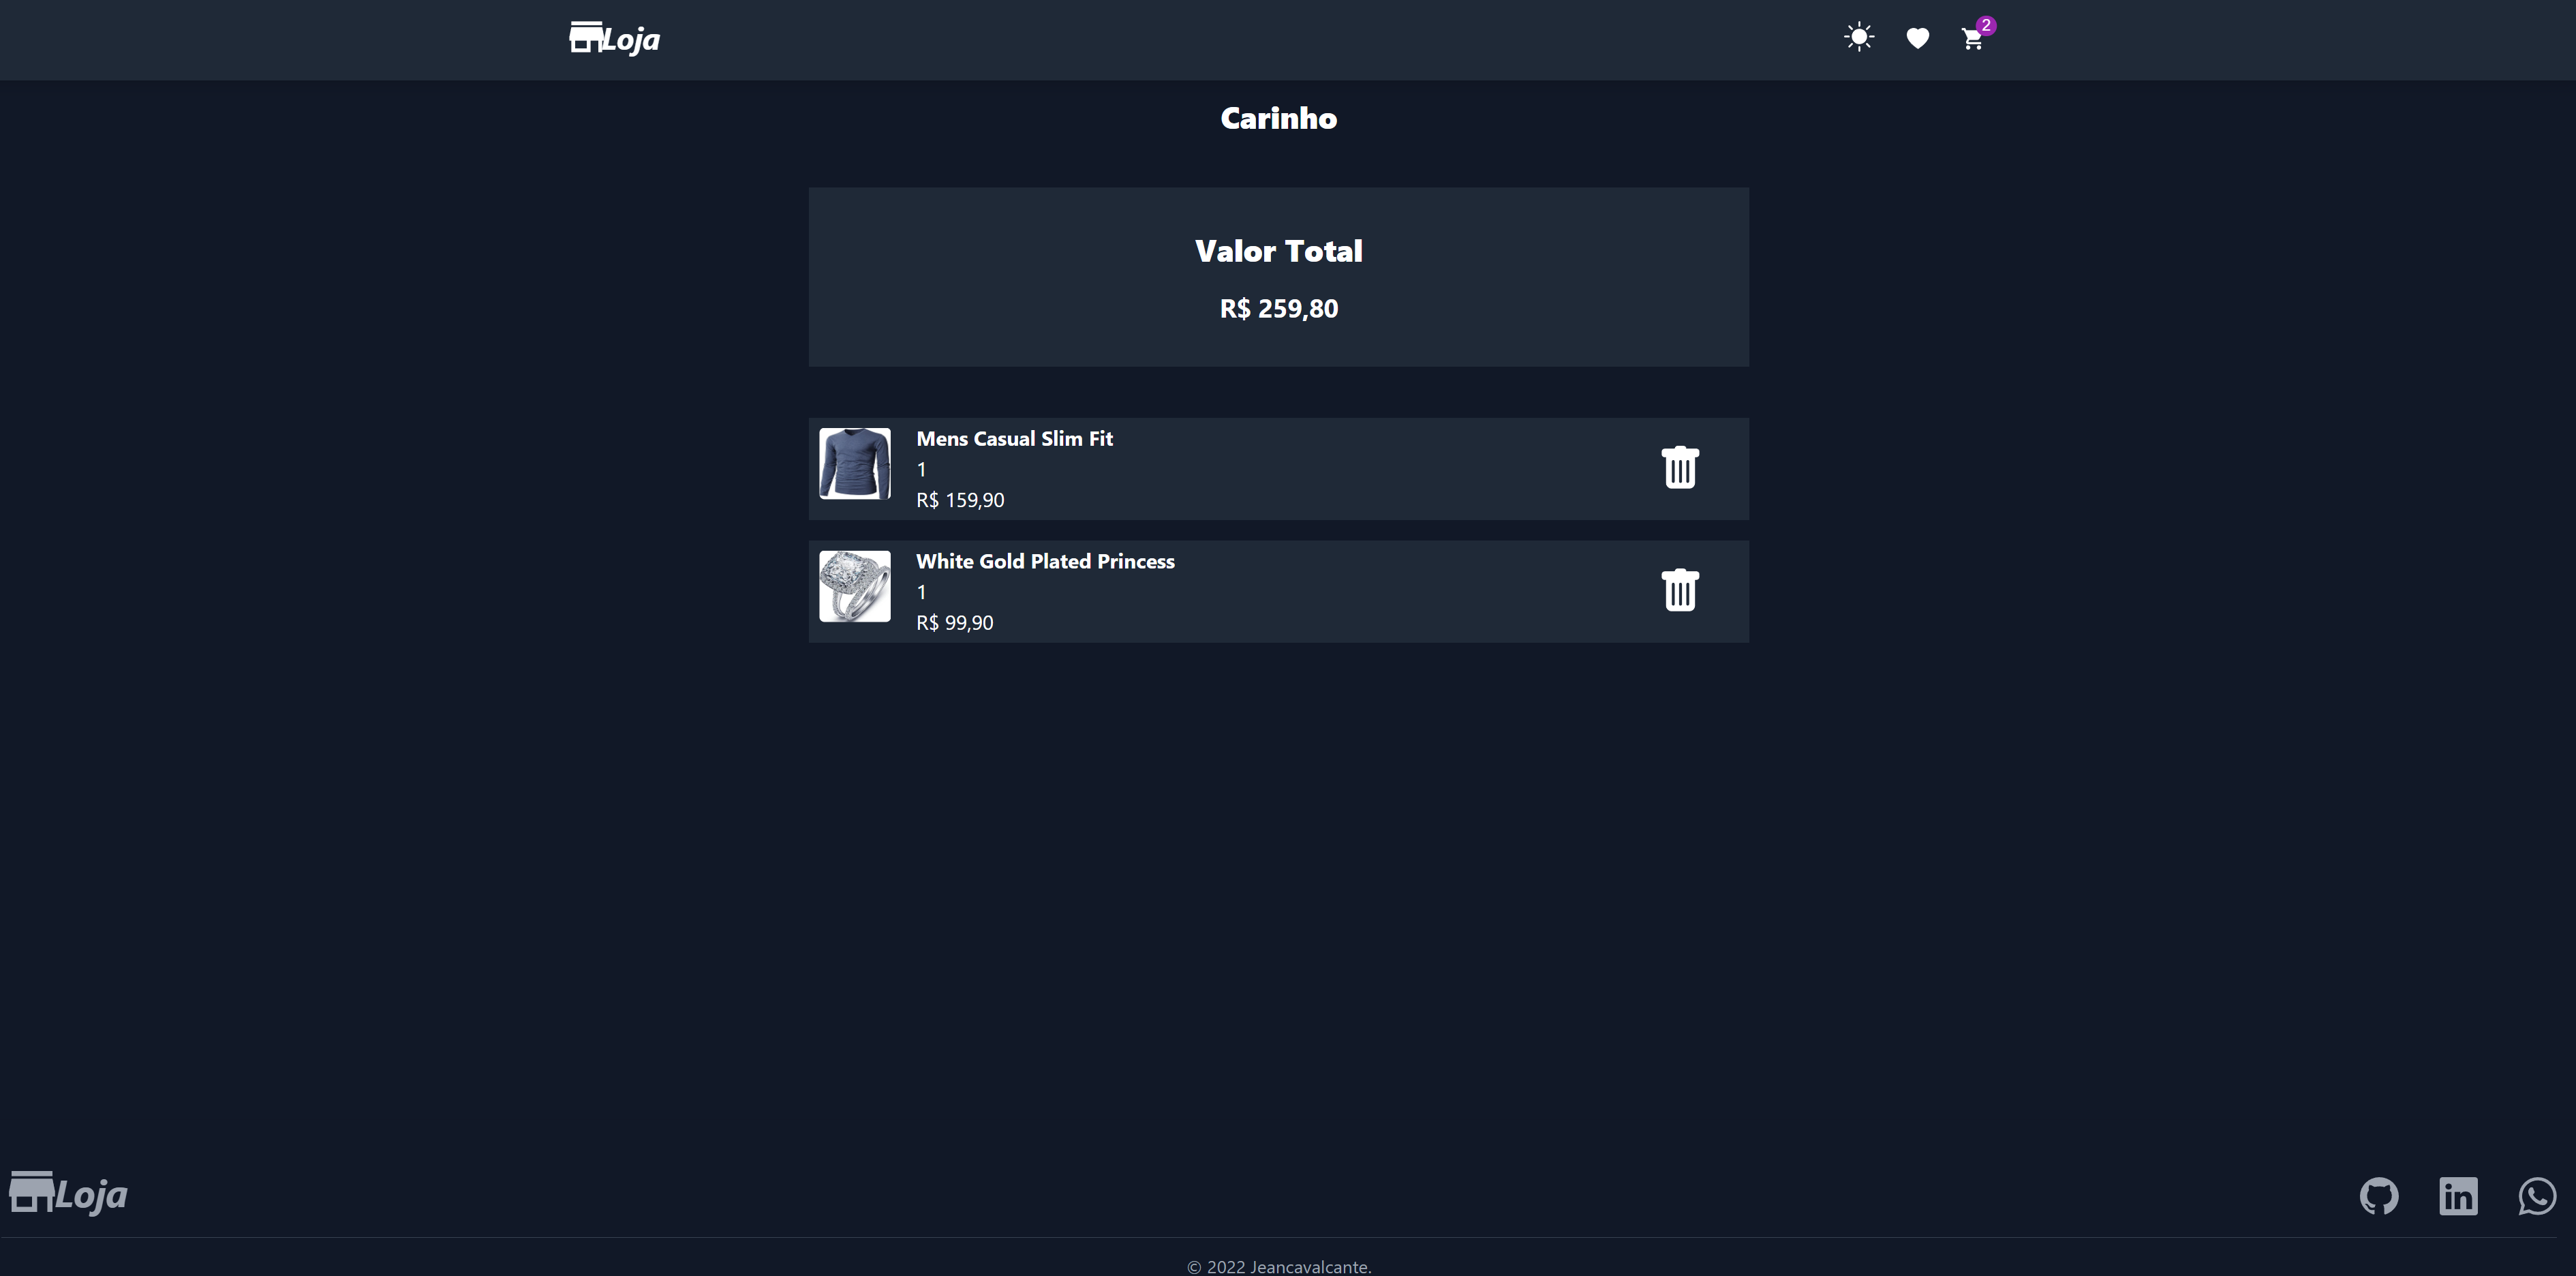 Loja
2
Carinho
Valor Total
R$ 259,80
Mens Casual Slim Fit
1
R$ 159,90
White Gold Plated Princess
1
R$ 99,90
Loja
in
© 2022 Jeancavalcante.